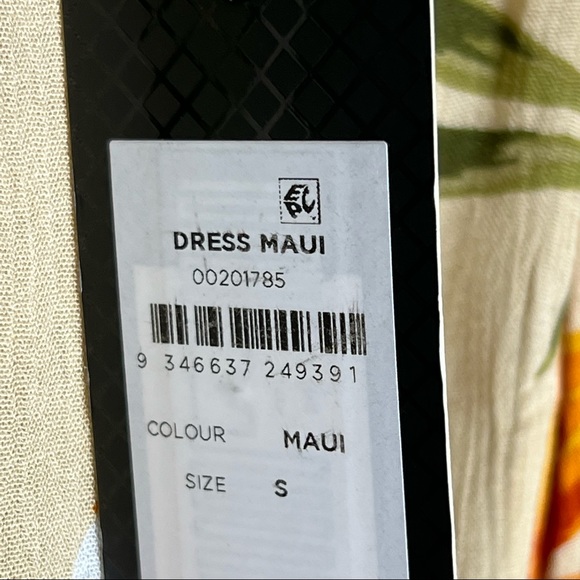 DRESS MAUI
00201785
9 346637 249391
COLOUR MAUI
SIZE S